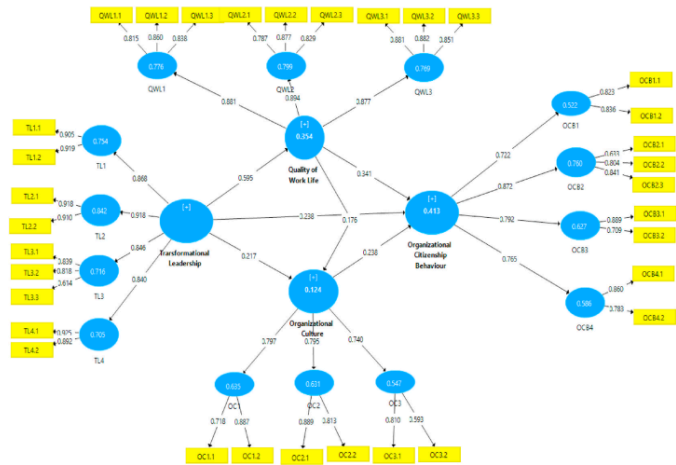 QWL1.1 QWL1.2 QWL1.3 QWL2.1 QWL2.2 QWL2.3 QWL3.1 QWL3.2 QWL3.3
0.815 0.860 0.838 0.787 0.877 0.829 0.881 0.882 0.851
0.776 0.799 0.769
QWL1 QWL2 QWL3
0.881 0.894 0.877
OCB1.1
0.823
0.522
0.836
OCB1.2
OCB1
TL1.1
0.905
0.754
TL1.2
0.919
TL1
0.868
[+]
0.354
Quality of
Work Life
0.595
0.341
0.722
OCB2.1
0.760
0.804
OCB2.2
0.841
OCB2.3
OCB2
0.872
TL2.1
0.918
0.842
TL2.2
0.910
TL2
0.918
[+]
Transformational
Leadership
0.238
0.176
[+]
0.413
Organizational
Citizenship
Behaviour
0.792
OCB3.1
0.889
0.627
0.709
OCB3.2
OCB3
TL3.1
0.839
TL3.2
0.818
0.716
TL3.3
0.614
TL3
0.846
0.217
0.238
0.765
[+]
0.124
Organizational
Culture
OCB4.1
0.860
0.586
0.783
OCB4.2
OCB4
TL4.1
0.925
0.705
TL4.2
0.892
TL4
0.840
0.797 0.795 0.740
0.635 0.631 0.547
OC1 OC2 OC3
0.718 0.887 0.889 0.813 0.810 0.593
OC1.1 OC1.2 OC2.1 OC2.2 OC3.1 OC3.2